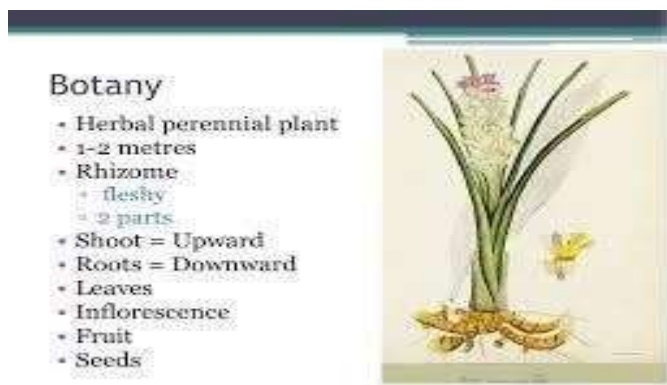 Botany
• Herbal perennial plant
• 1-2 metres
• Rhizome
• fleshy
• 2 parts
• Shoot = Upward
• Roots = Downward
• Leaves
• Inflorescence
• Fruit
• Seeds